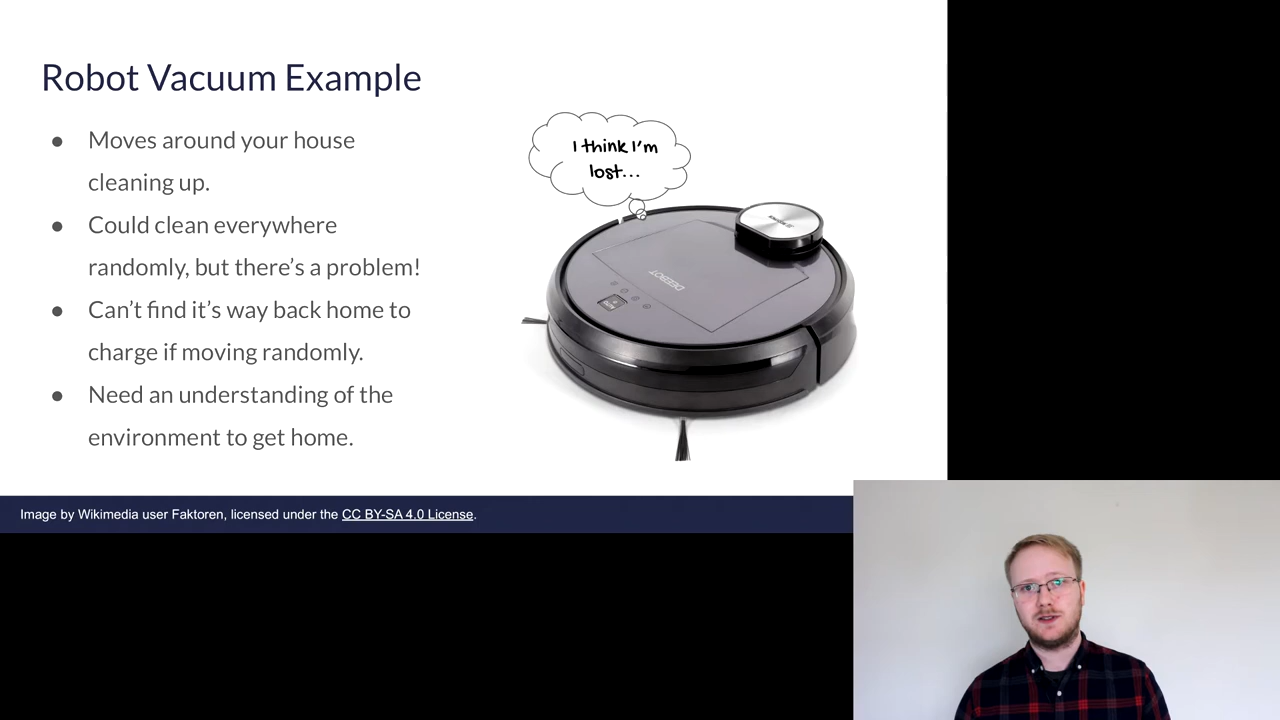 Robot Vacuum Example
● Moves around your house
cleaning up.
● Could clean everywhere
randomly, but there's a problem!
● Can't find it's way back home to
charge if moving randomly.
● Need an understanding of the
environment to get home.
I think I'm
lost...
DEEBOT
Image by Wikimedia user Faktoren, licensed under the CC BY-SA 4.0 License.